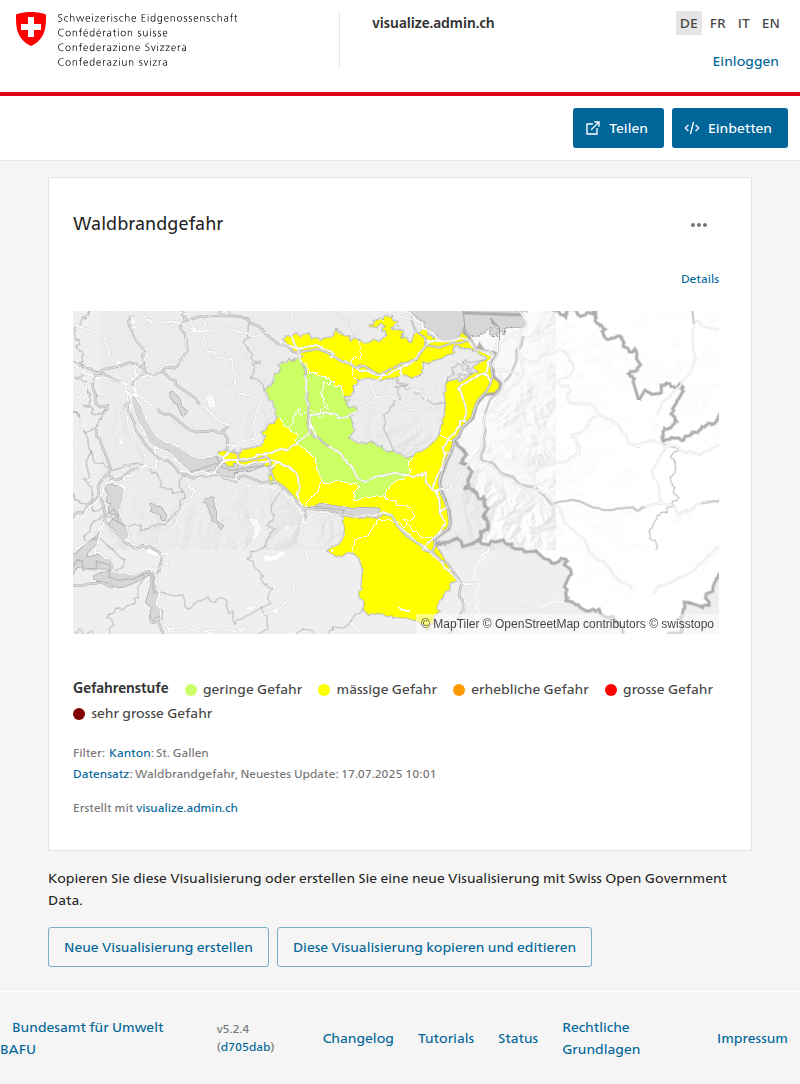 Schweizerische Eidgenossenschaft
Confédération suisse
Confederazione Svizzera
Confederaziun svizra
visualize.admin.ch
DE FR IT EN
Einloggen
Teilen
Einbetten
Waldbrandgefahr
Details
© MapTiler © OpenStreetMap contributors © swisstopo
Gefahrenstufe geringe Gefahr mässige Gefahr erhebliche Gefahr grosse Gefahr
sehr grosse Gefahr
Filter: Kanton: St. Gallen
Datensatz: Waldbrandgefahr, Neuestes Update: 17.07.2025 10:01
Erstellt mit visualize.admin.ch
Kopieren Sie diese Visualisierung oder erstellen Sie eine neue Visualisierung mit Swiss Open Government
Data.
Neue Visualisierung erstellen
Diese Visualisierung kopieren und editieren
Bundesamt für Umwelt
BAFU
v5.2.4
(d705dab)
Changelog
Tutorials
Status
Rechtliche
Grundlagen
Impressum